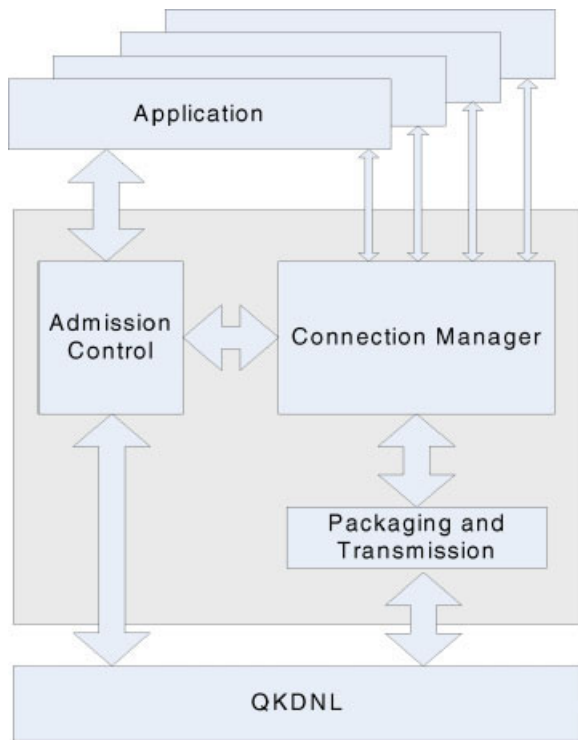 Application
Admission
Control
Connection Manager
Packaging and
Transmission
QKDNL